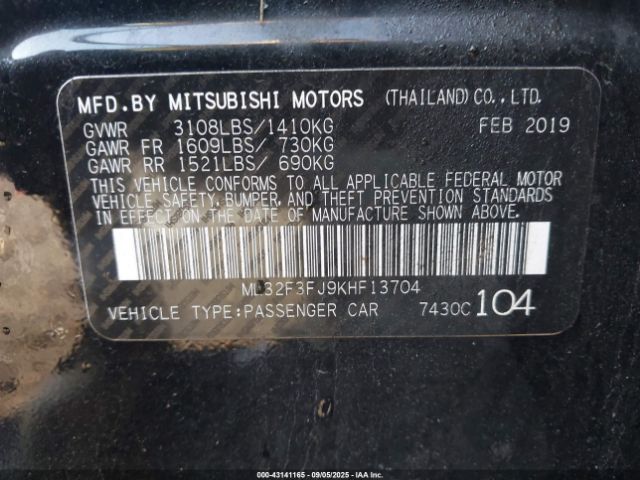 MFD.BY MITSUBISHI MOTORS (THAILAND)CO.,LTD.
GVWR 3108LBS/1410KG FEB 2019
GAWR FR 1609LBS/ 730KG
GAWR RR 1521LBS/ 690KG
THIS VEHICLE CONFORMS TO ALL APPLICABLE FEDERAL MOTOR
VEHICLE SAFETY, BUMPER, AND THEFT PREVENTION STANDARDS
IN EFFECT ON THE DATE OF MANUFACTURE SHOWN ABOVE.
ML32F3FJ9KHF13704
VEHICLE TYPE:PASSENGER CAR 7430C 104
000-43141165 - 09/05/2025 - IAA Inc.